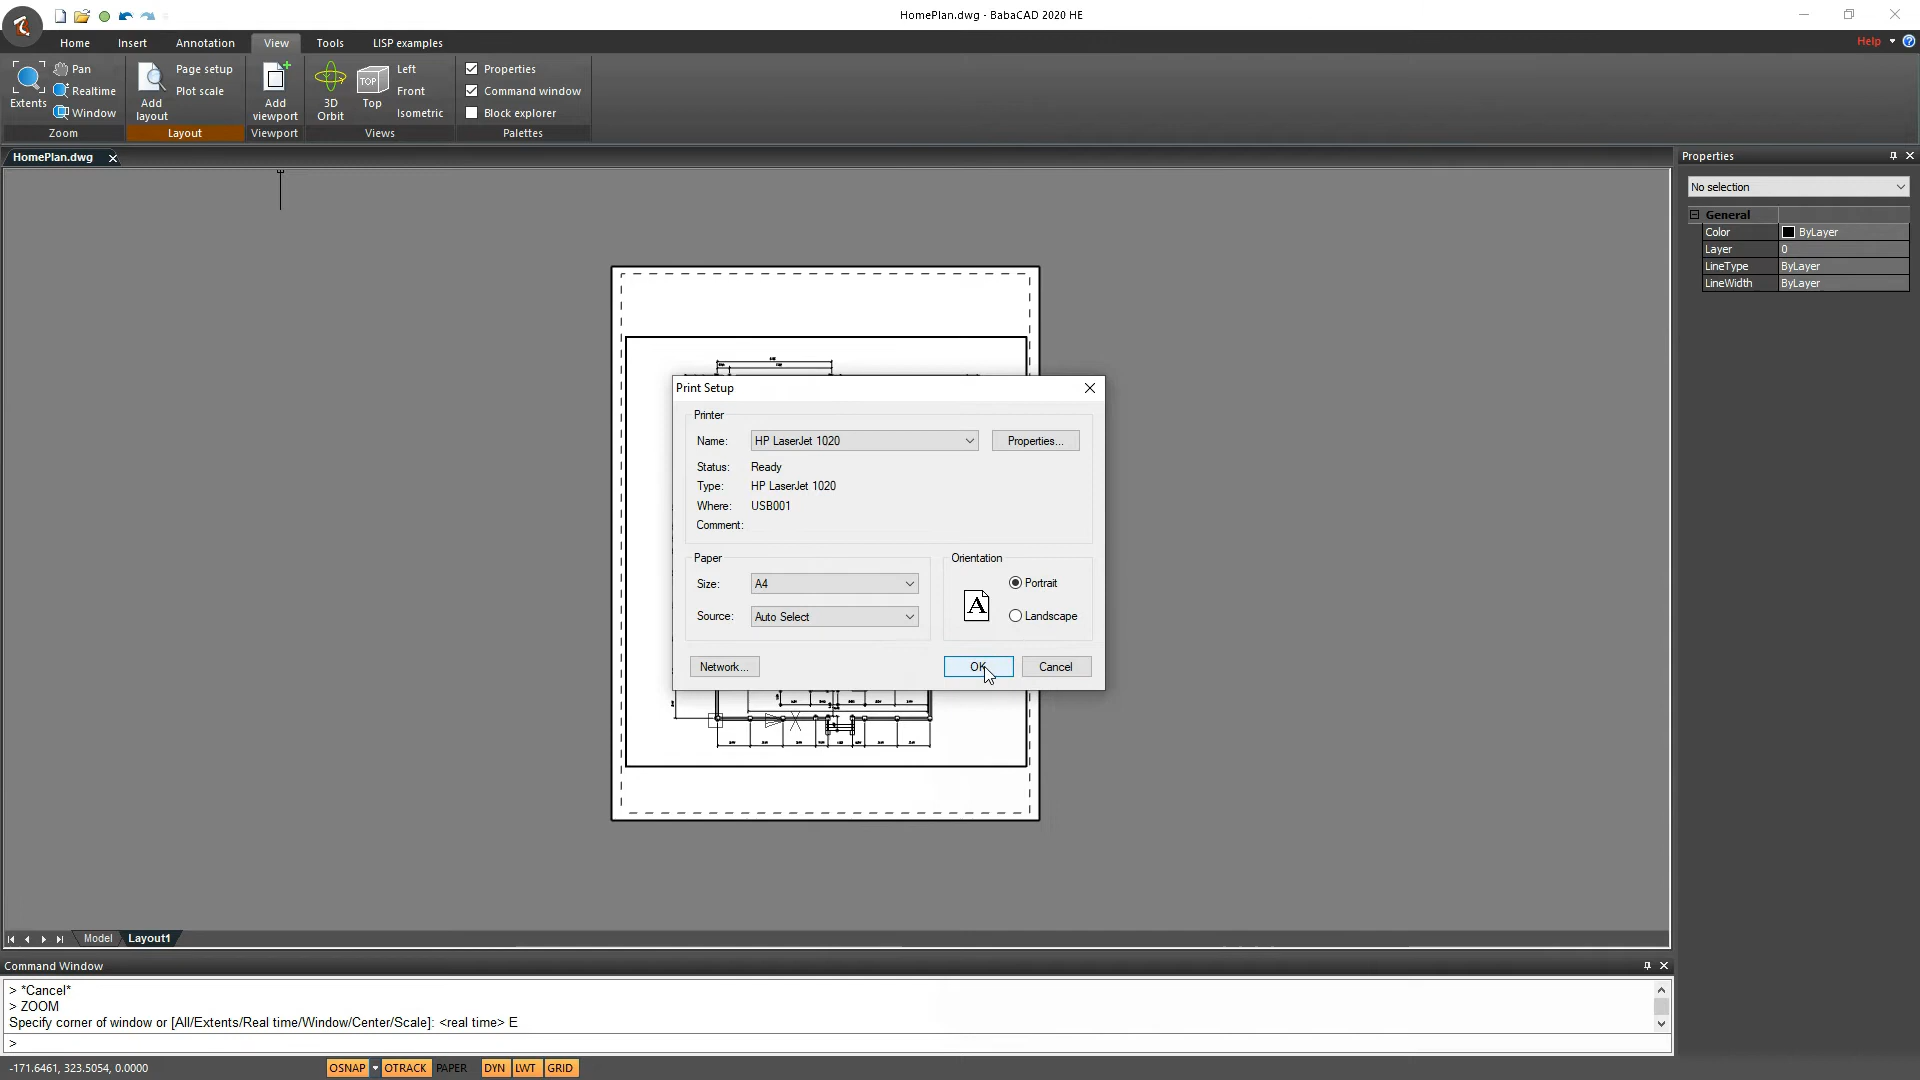 HomePlan.dwg - BabaCAD 2020 HE
Home Insert Annotation View Tools LISP examples Help
Extents Pan Realtime Window
Zoom
Add layout Page setup Plot scale
Layout
Add viewport
Viewport
3D Orbit TOP Top Left Front Isometric
Views
Properties
Command window
Block explorer
Palettes
HomePlan.dwg
Properties
No selection
General
Color ByLayer
Layer 0
LineType ByLayer
LineWidth ByLayer
Print Setup
Printer
Name: HP LaserJet 1020 Properties...
Status: Ready
Type: HP LaserJet 1020
Where: USB001
Comment:
Paper
Size: A4
Source: Auto Select
Orientation
A
Portrait
Landscape
Network... OK Cancel
X
Model Layout1
Command Window
> *Cancel*
> ZOOM
Specify corner of window or [All/Extents/Real time/Window/Center/Scale]: <real time> E
>
-171.6461, 323.5054, 0.0000 OSNAP OTRACK PAPER DYN LWT GRID